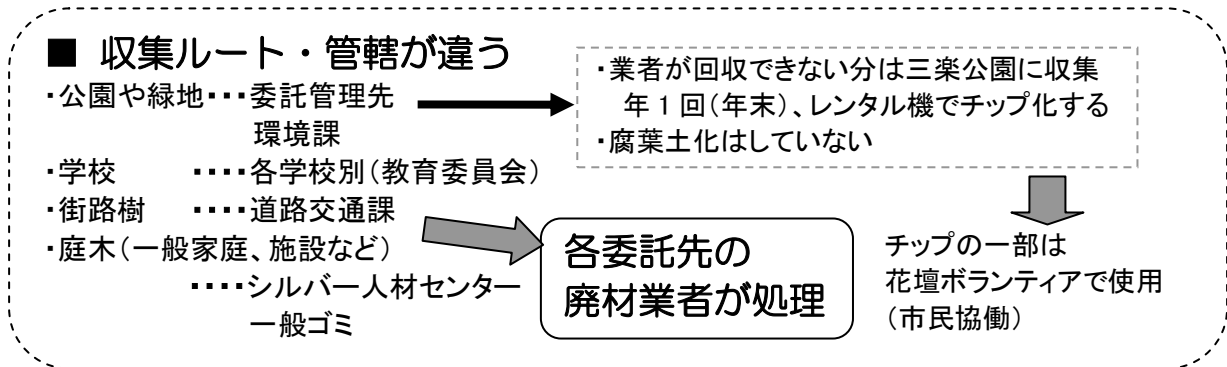 ■ 収集ルート・管轄が違う
・公園や緑地・・・委託管理先
環境課
・学校 ・・・・各学校別(教育委員会)
・街路樹 ・・・・道路交通課
・庭木(一般家庭、施設など)
・・・・シルバー人材センター
一般ゴミ
・業者が回収できない分は三楽公園に収集
年1回(年末)、レンタル機でチップ化する
・腐葉土化はしていない
各委託先の
廃材業者が処理
チップの一部は
花壇ボランティアで使用
(市民協働)